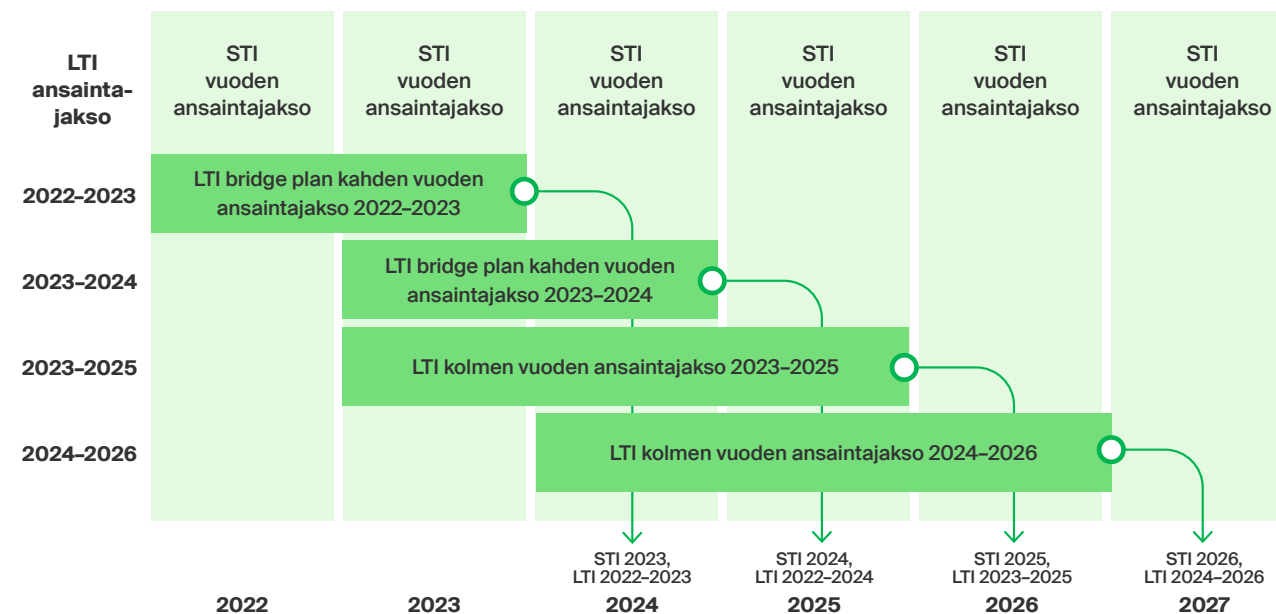 LTI
ansainta-
jakso
STI
vuoden
ansaintajakso
STI
vuoden
ansaintajakso
STI
vuoden
ansaintajakso
STI
vuoden
ansaintajakso
STI
vuoden
ansaintajakso
STI
vuoden
ansaintajakso
2022–2023
LTI bridge plan kahden vuoden
ansaintajakso 2022–2023
2023–2024
LTI bridge plan kahden vuoden
ansaintajakso 2023–2024
2023–2025
LTI kolmen vuoden ansaintajakso 2023–2025
2024–2026
LTI kolmen vuoden ansaintajakso 2024–2026
STI 2023,
LTI 2022–2023
STI 2024,
LTI 2022–2024
STI 2025,
LTI 2023–2025
STI 2026,
LTI 2024–2026
2022
2023
2024
2025
2026
2027